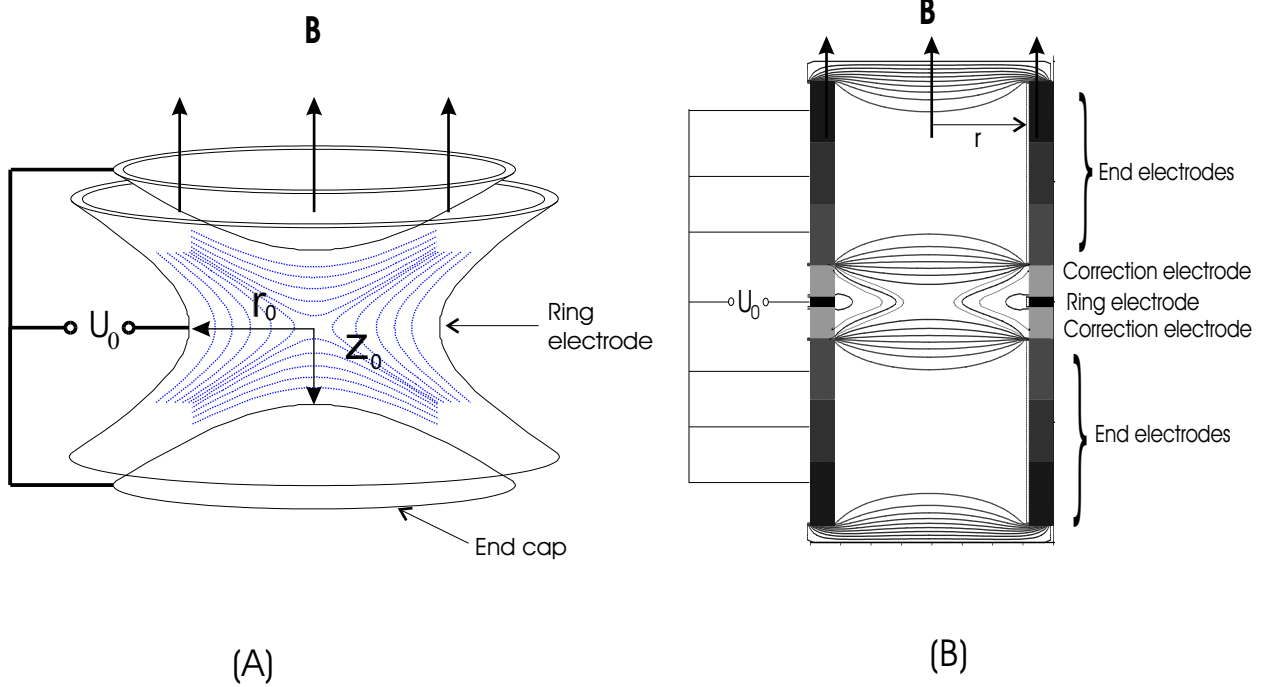 B
U₀
r₀
z₀
Ring
electrode
End cap
(A)
B
r
End electrodes
Correction electrode
Ring electrode
Correction electrode
U₀
End electrodes
(B)